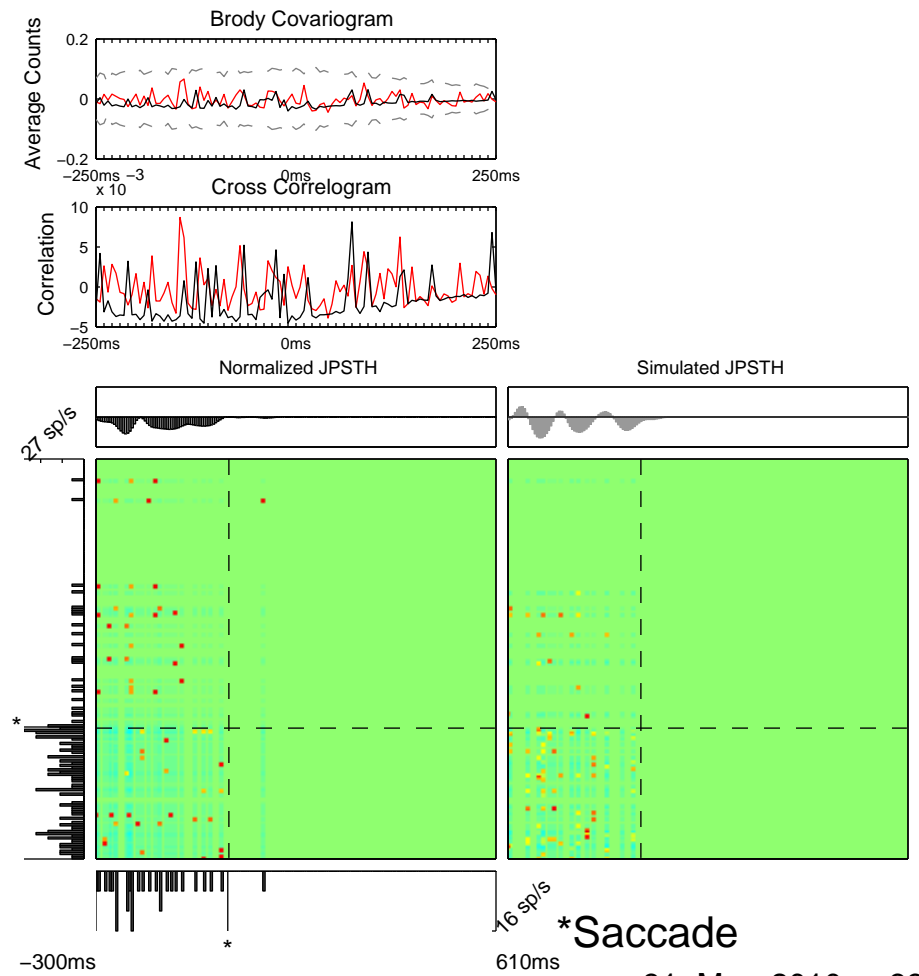 Brody Covariogram
Average Counts
0.2
0
−0.2
−250ms
0ms
250ms
x 10 −3
Cross Correlogram
Correlation
10
5
0
−5
−250ms
0ms
250ms
Normalized JPSTH
Simulated JPSTH
27 sp/s
*
16 sp/s
*
*Saccade
−300ms
610ms